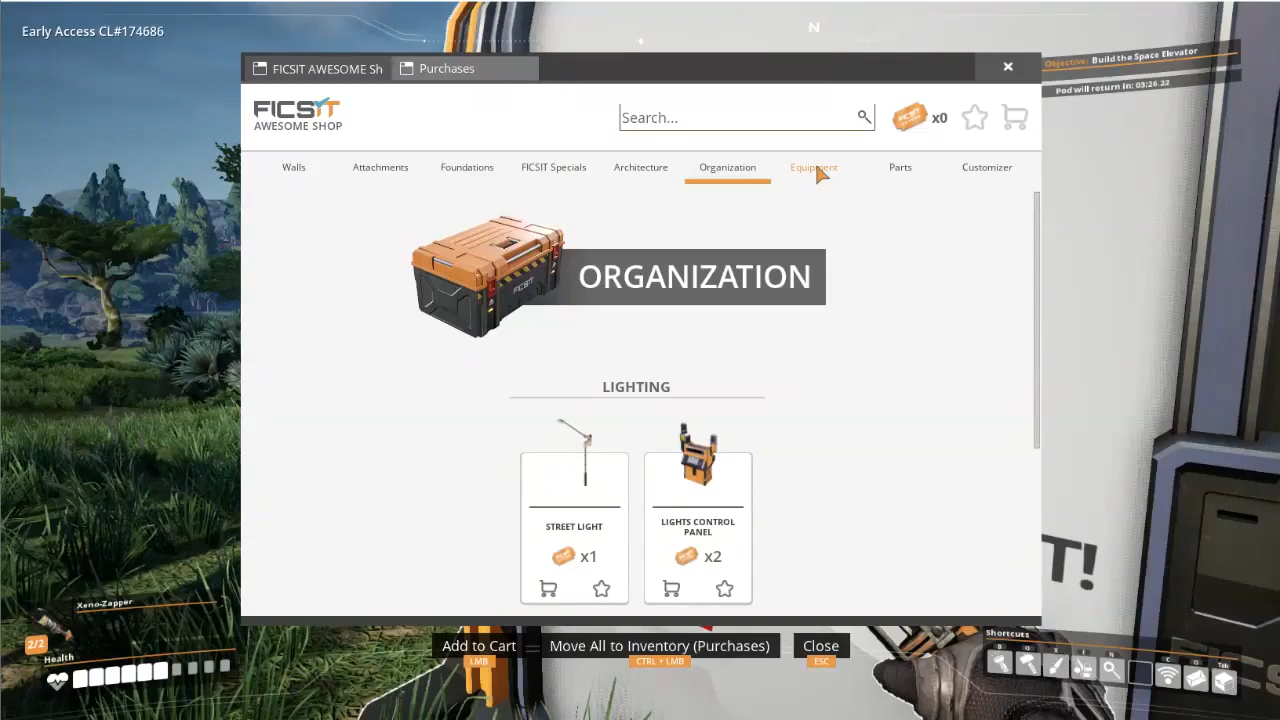 Early Access CL#174686
N
Objective: Build the Space Elevator
Pod will return in: 03:26.22
FICSIT AWESOME Sh
Purchases
FICSIT
AWESOME SHOP
Search...
x0
Walls
Attachments
Foundations
FICSIT Specials
Architecture
Organization
Equipment
Parts
Customizer
FICSIT
ORGANIZATION
LIGHTING
STREET LIGHT
x1
LIGHTS CONTROL
PANEL
x2
T!
Xeno-Zapper
2/2
Health
Add to Cart
LMB
Move All to Inventory (Purchases)
CTRL + LMB
Close
ESC
Shortcuts
B
Q
X
F
N
C
O
Tab